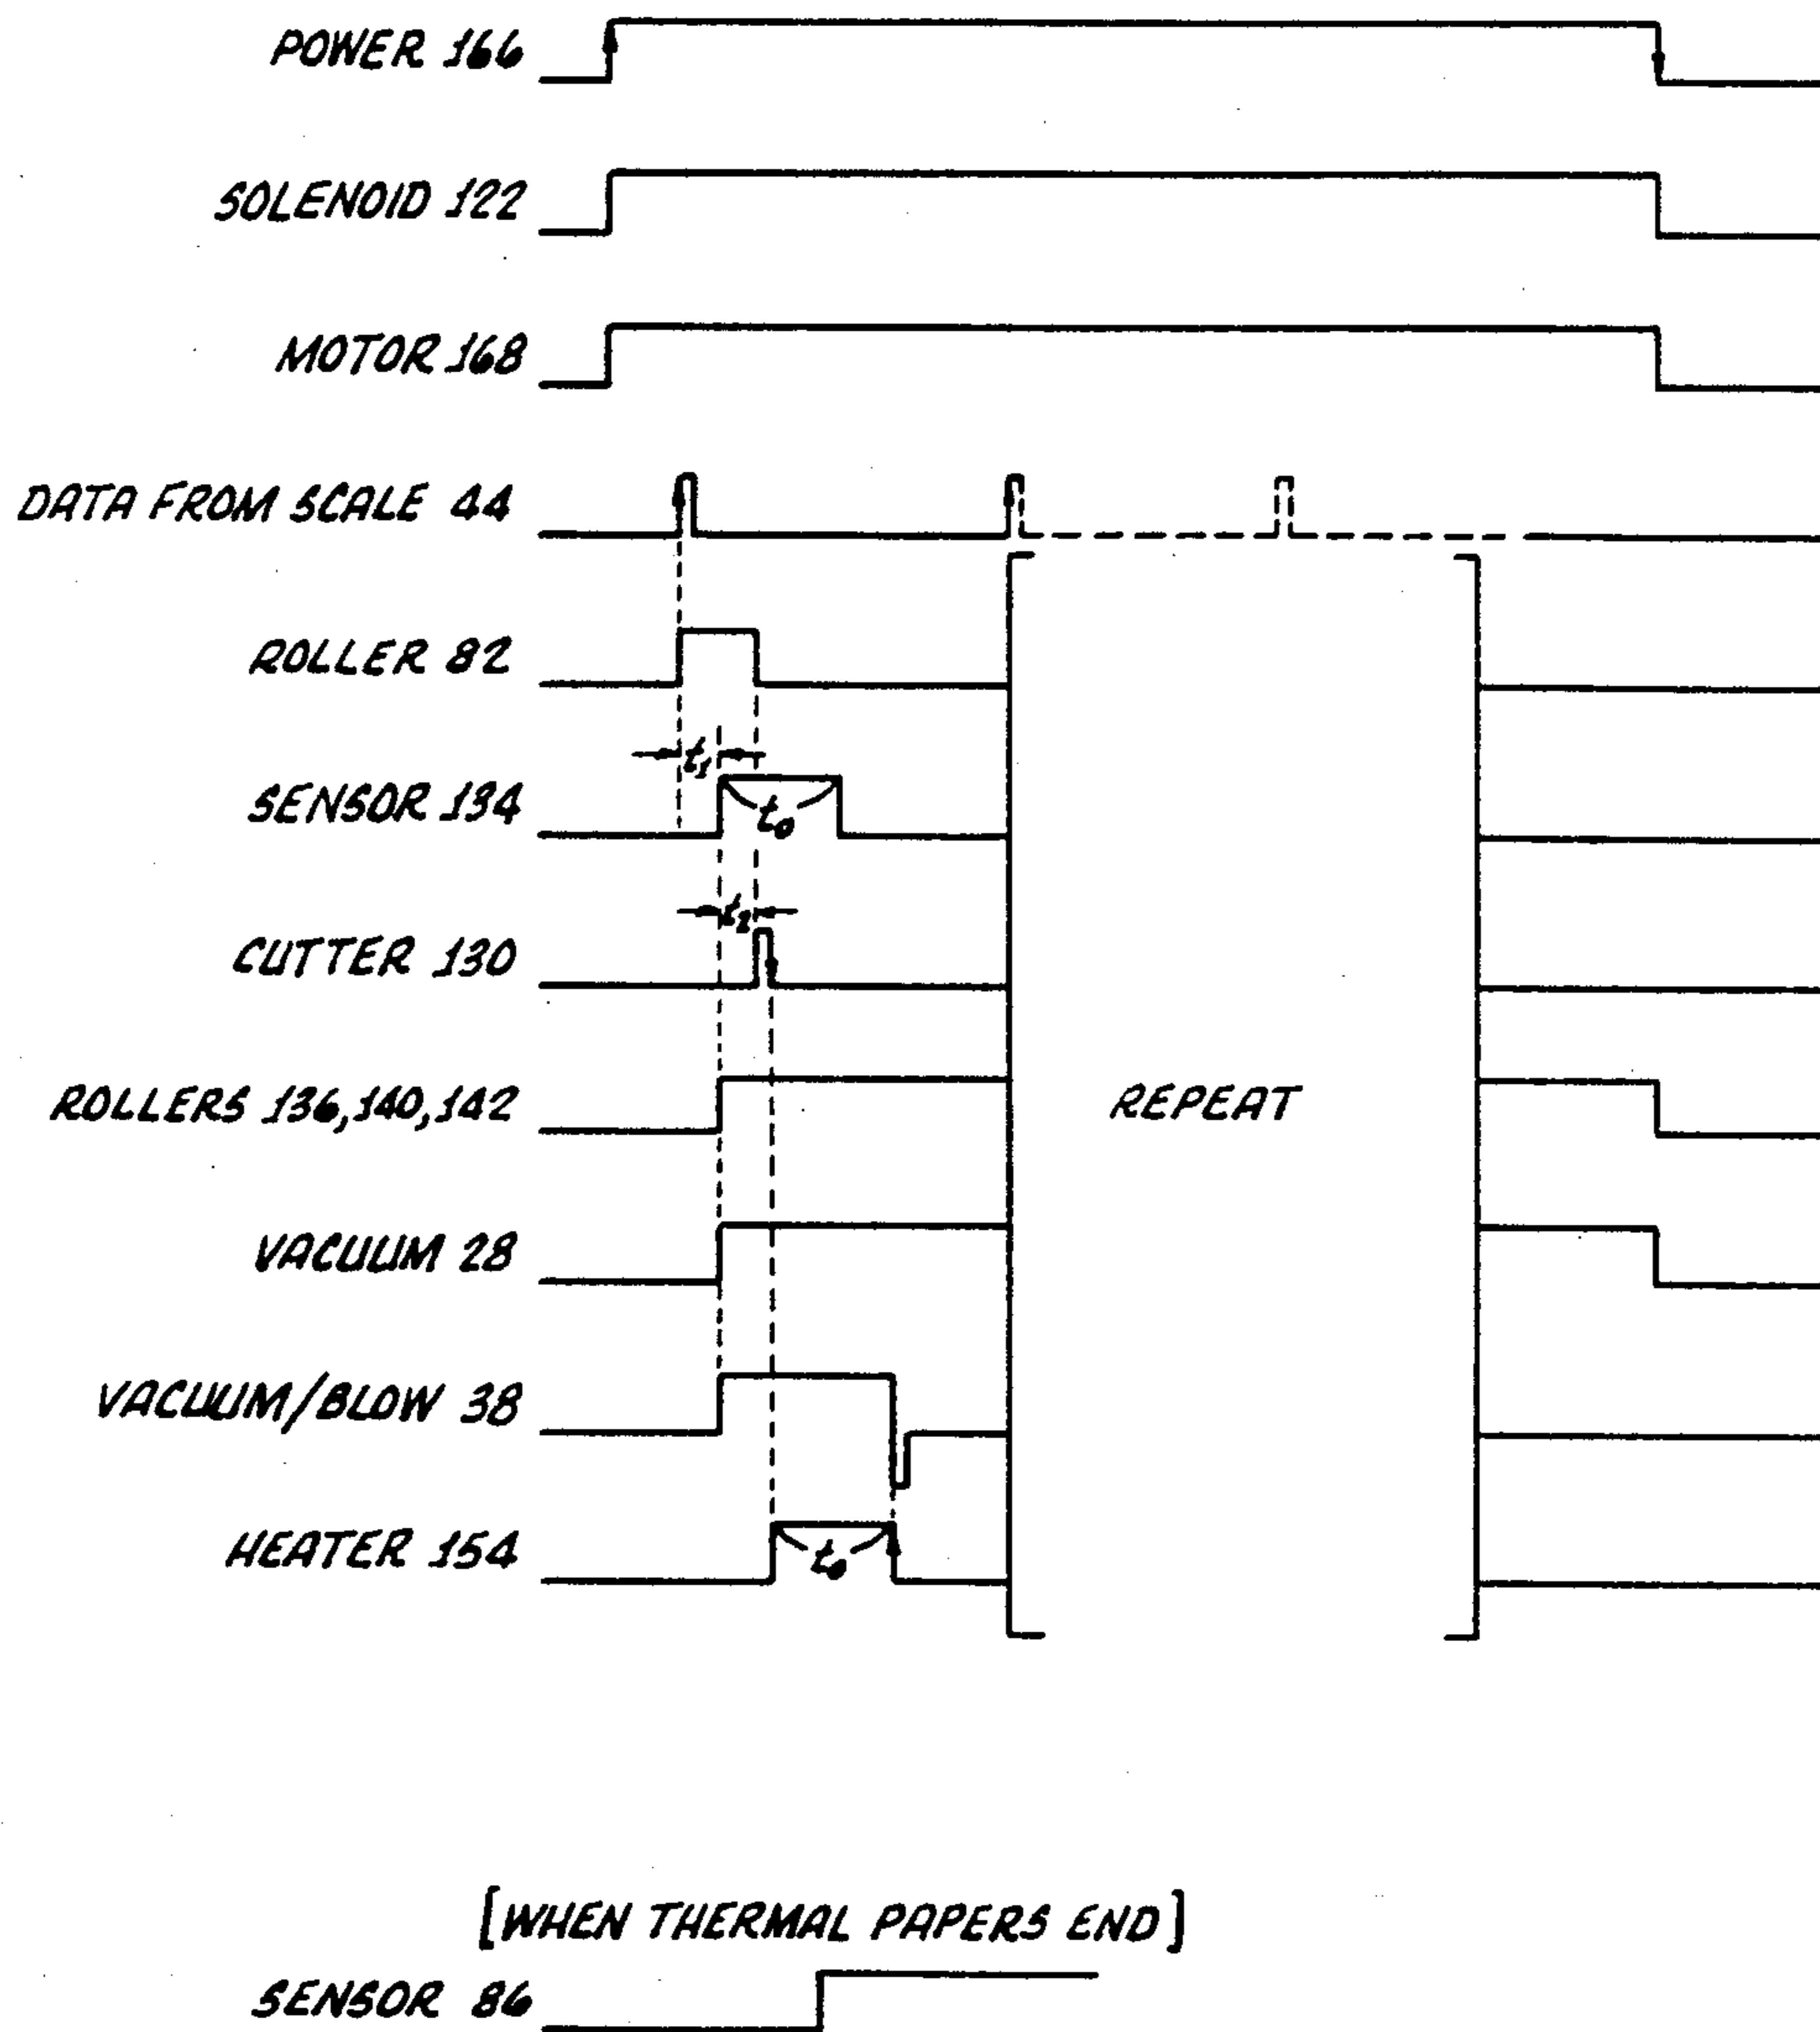 POWER 166
SOLENOID 122
MOTOR 168
DATA FROM SCALE 44
ROLLER 82
t1
SENSOR 134
t0
t2
CUTTER 130
ROLLERS 136,140,142
REPEAT
VACUUM 28
VACUUM/BLOW 38
HEATER 154
t0
[WHEN THERMAL PAPERS END]
SENSOR 86